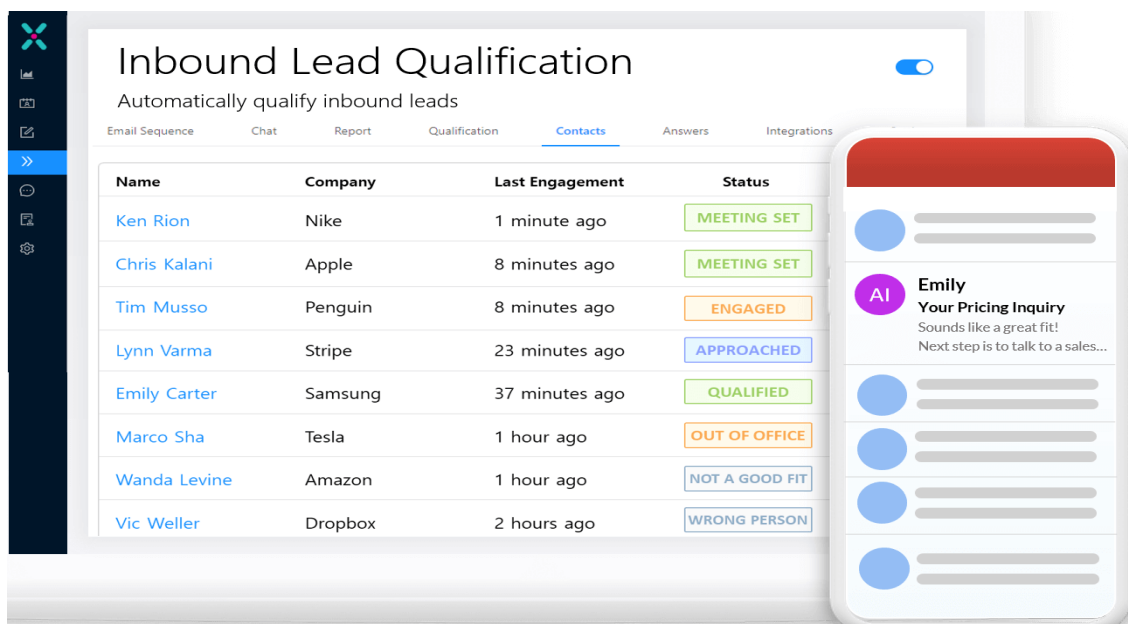 Inbound Lead Qualification
Automatically qualify inbound leads
Email Sequence Chat Report Qualification Contacts Answers Integrations
Name Company Last Engagement Status
Ken Rion Nike 1 minute ago MEETING SET
Chris Kalani Apple 8 minutes ago MEETING SET
Tim Musso Penguin 8 minutes ago ENGAGED
Lynn Varma Stripe 23 minutes ago APPROACHED
Emily Carter Samsung 37 minutes ago QUALIFIED
Marco Sha Tesla 1 hour ago OUT OF OFFICE
Wanda Levine Amazon 1 hour ago NOT A GOOD FIT
Vic Weller Dropbox 2 hours ago WRONG PERSON
AI
Emily
Your Pricing Inquiry
Sounds like a great fit!
Next step is to talk to a sales...